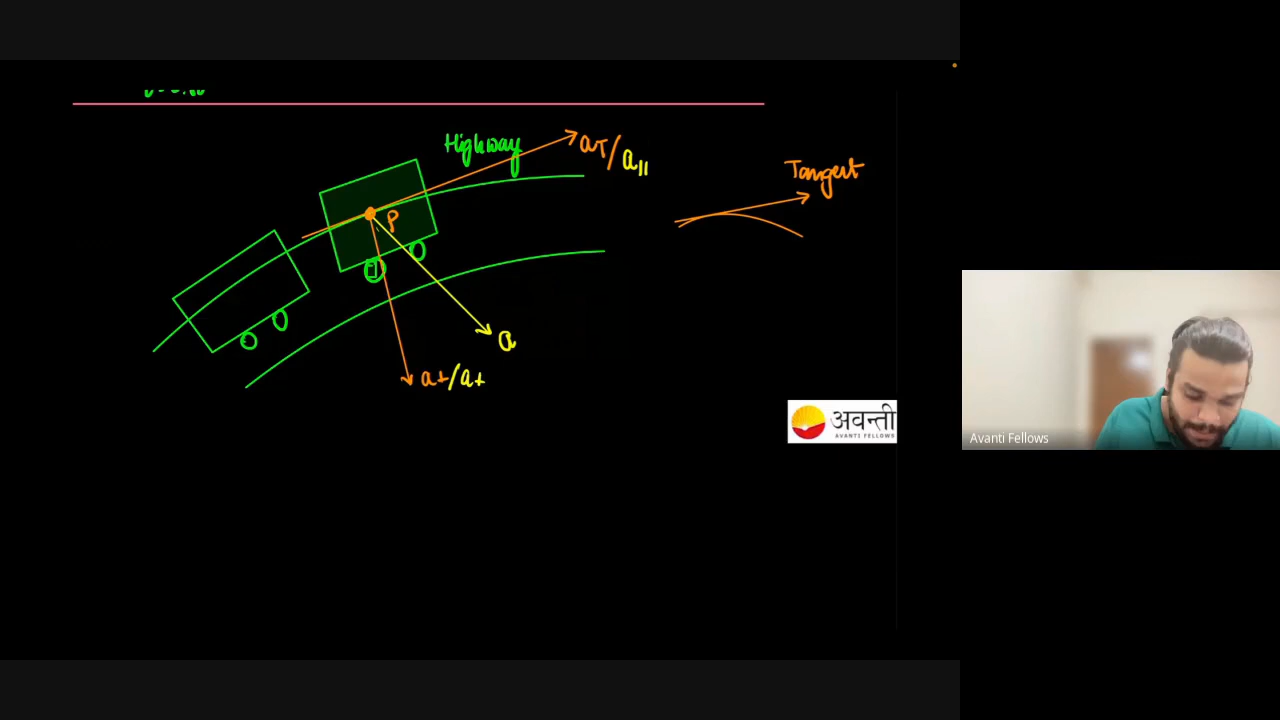 Highway
aT/a||
Tangent
P
a
a⊥/a⊥
अवन्ती
AVANTI FELLOWS
Avanti Fellows